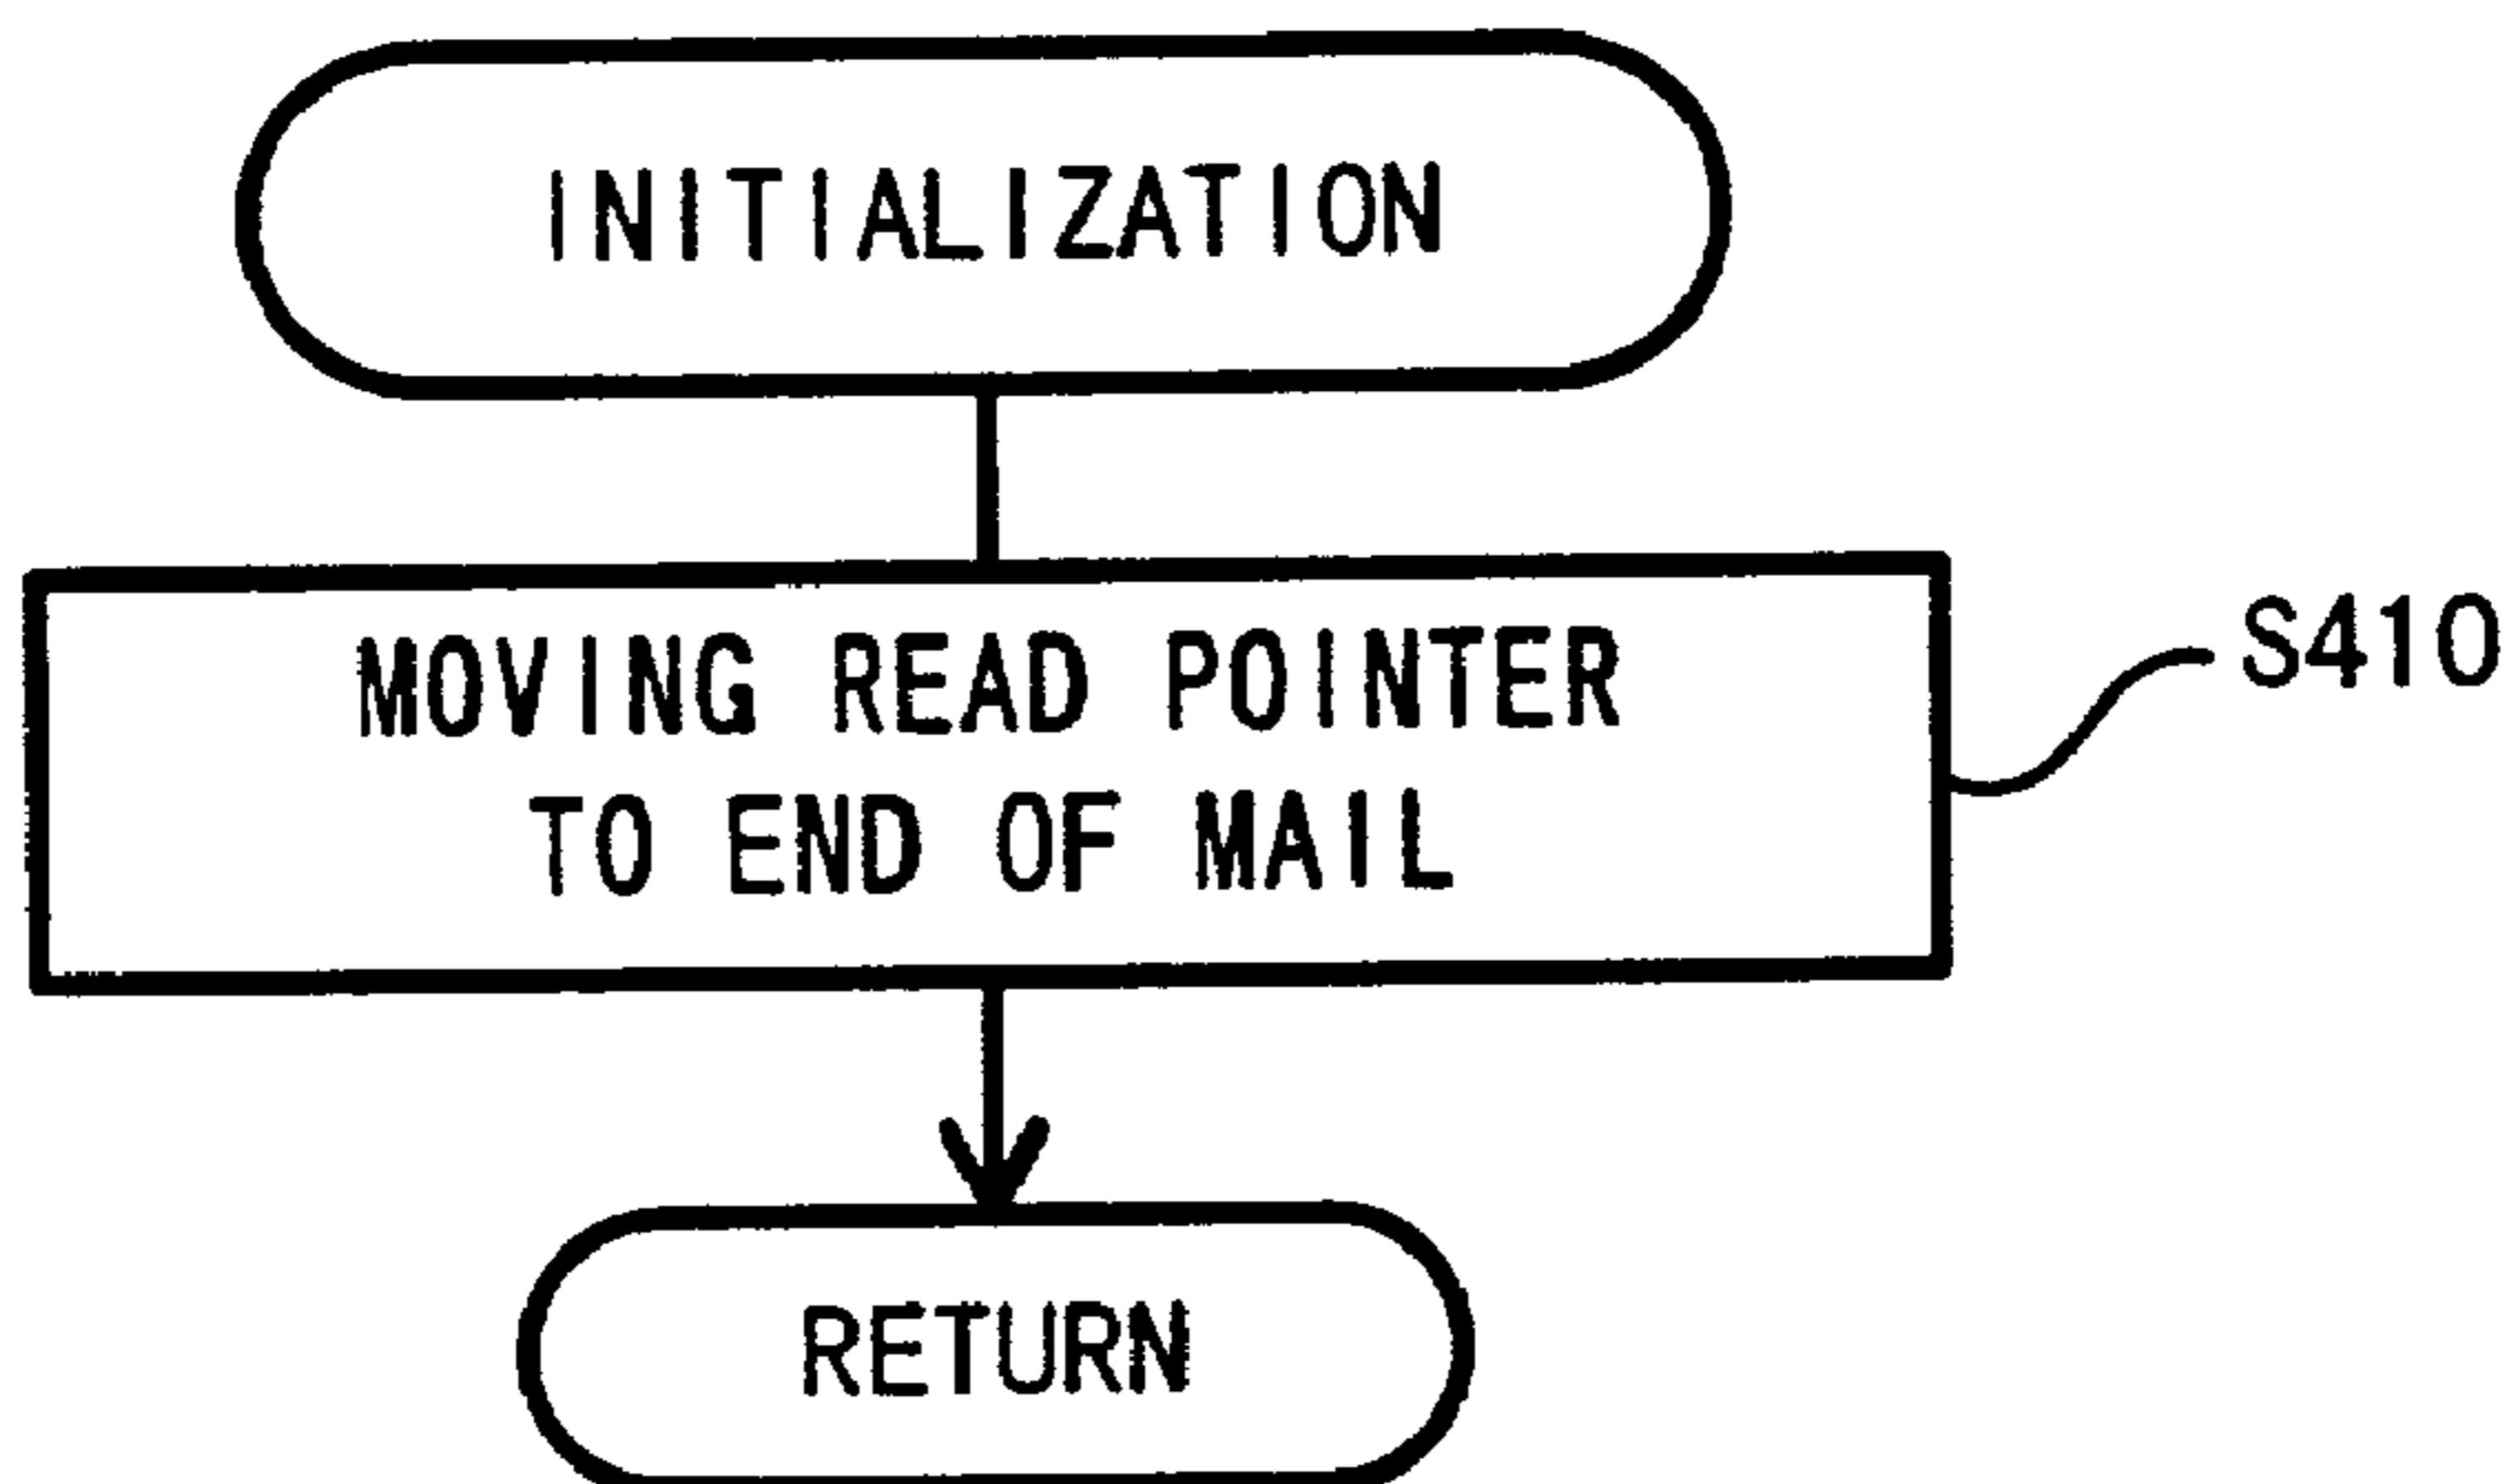 INITIALIZATION
MOVING READ POINTER
TO END OF MAIL
S410
RETURN